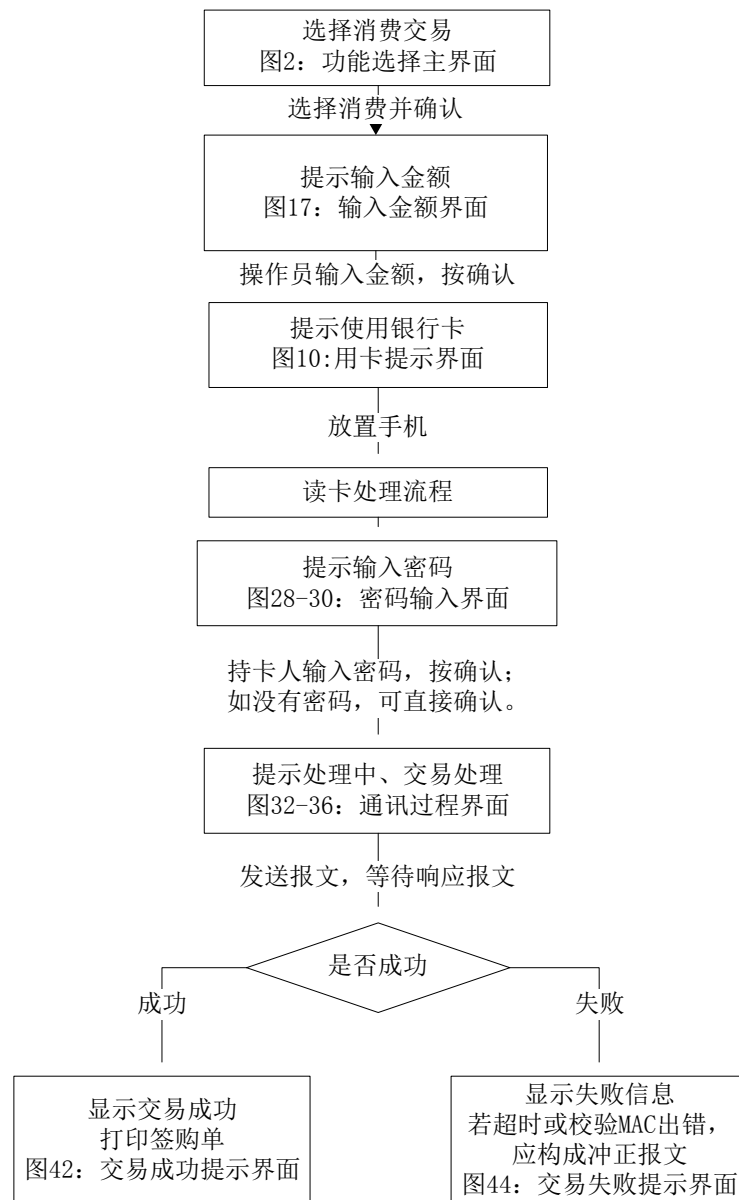 选择消费交易
图2：功能选择主界面
选择消费并确认
提示输入金额
图17：输入金额界面
操作员输入金额，按确认
提示使用银行卡
图10:用卡提示界面
放置手机
读卡处理流程
提示输入密码
图28-30：密码输入界面
持卡人输入密码，按确认；
如没有密码，可直接确认。
提示处理中、交易处理
图32-36：通讯过程界面
发送报文，等待响应报文
是否成功
成功
失败
显示交易成功
打印签购单
图42：交易成功提示界面
显示失败信息
若超时或校验MAC出错，
应构成冲正报文
图44：交易失败提示界面